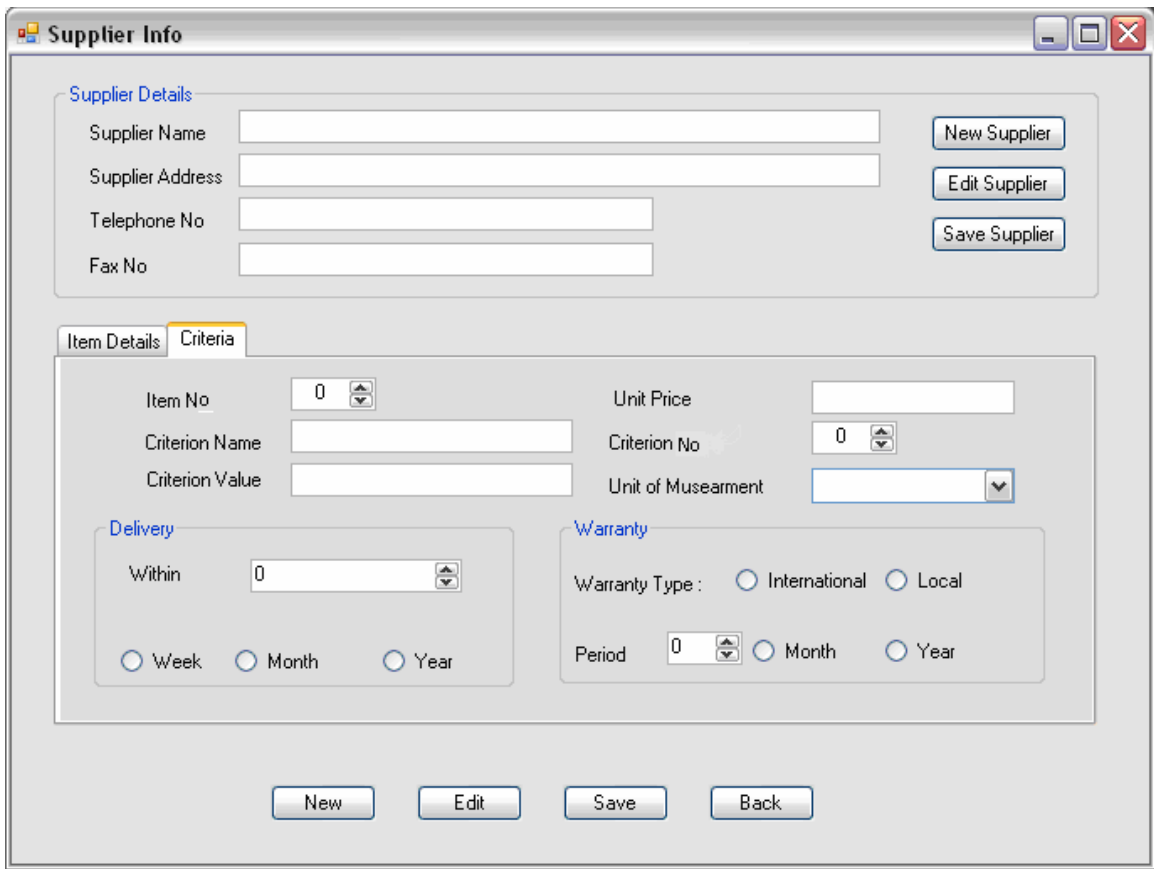 Supplier Info
Supplier Details
Supplier Name
New Supplier
Supplier Address
Edit Supplier
Telephone No
Save Supplier
Fax No
Item Details Criteria
Item No 0 Unit Price
Criterion Name Criterion No 0
Criterion Value Unit of Musearment
Delivery
Within 0
Week Month Year
Warranty
Warranty Type : International Local
Period 0 Month Year
New Edit Save Back